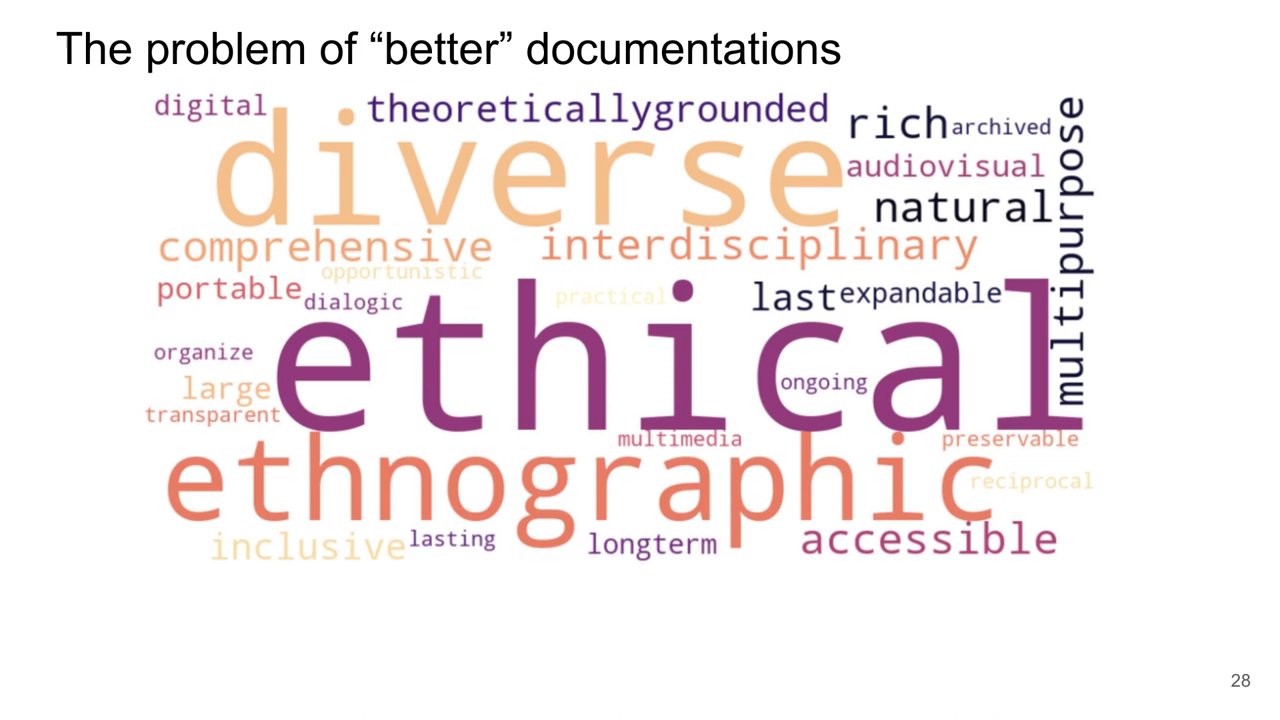 The problem of “better” documentations
digital
theoreticallygrounded
diverse
rich
archived
multipurpose
audiovisual
natural
comprehensive
interdisciplinary
opportunistic
portable
dialogic
practical
last
expandable
ethical
organize
ongoing
large
transparent
multimedia
preservable
ethnographic
reciprocal
inclusive
lasting
longterm
accessible
28